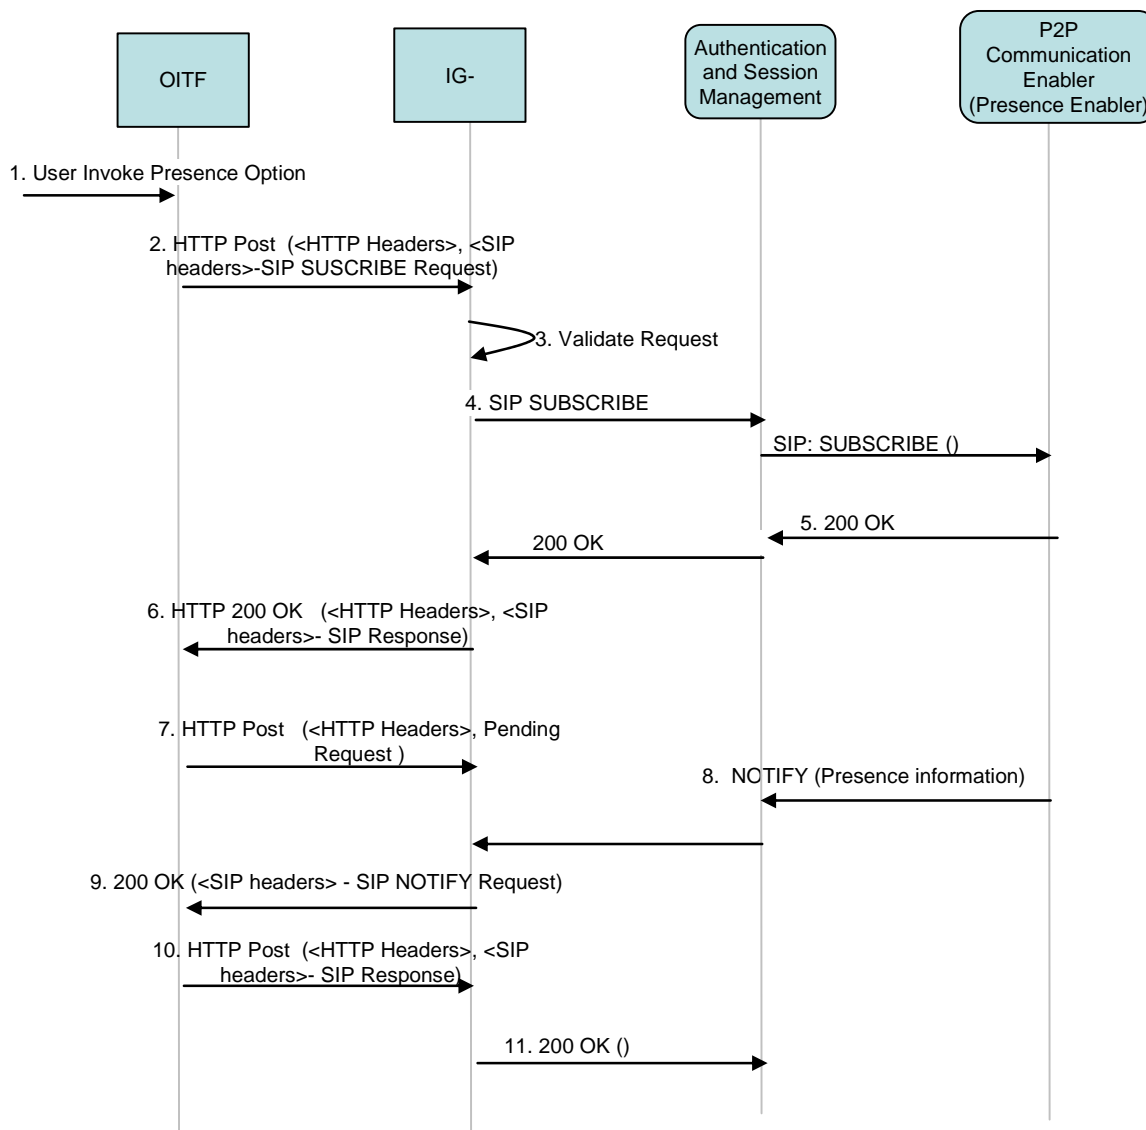 OITF
IG-
Authentication
and Session
Management
P2P
Communication
Enabler
(Presence Enabler)
1. User Invoke Presence Option
2. HTTP Post (<HTTP Headers>, <SIP
headers>-SIP SUSCRIBE Request)
3. Validate Request
4. SIP SUBSCRIBE
SIP: SUBSCRIBE ()
5. 200 OK
200 OK
6. HTTP 200 OK (<HTTP Headers>, <SIP
headers>- SIP Response)
7. HTTP Post (<HTTP Headers>, Pending
Request )
8. NOTIFY (Presence information)
9. 200 OK (<SIP headers> - SIP NOTIFY Request)
10. HTTP Post (<HTTP Headers>, <SIP
headers>- SIP Response)
11. 200 OK ()